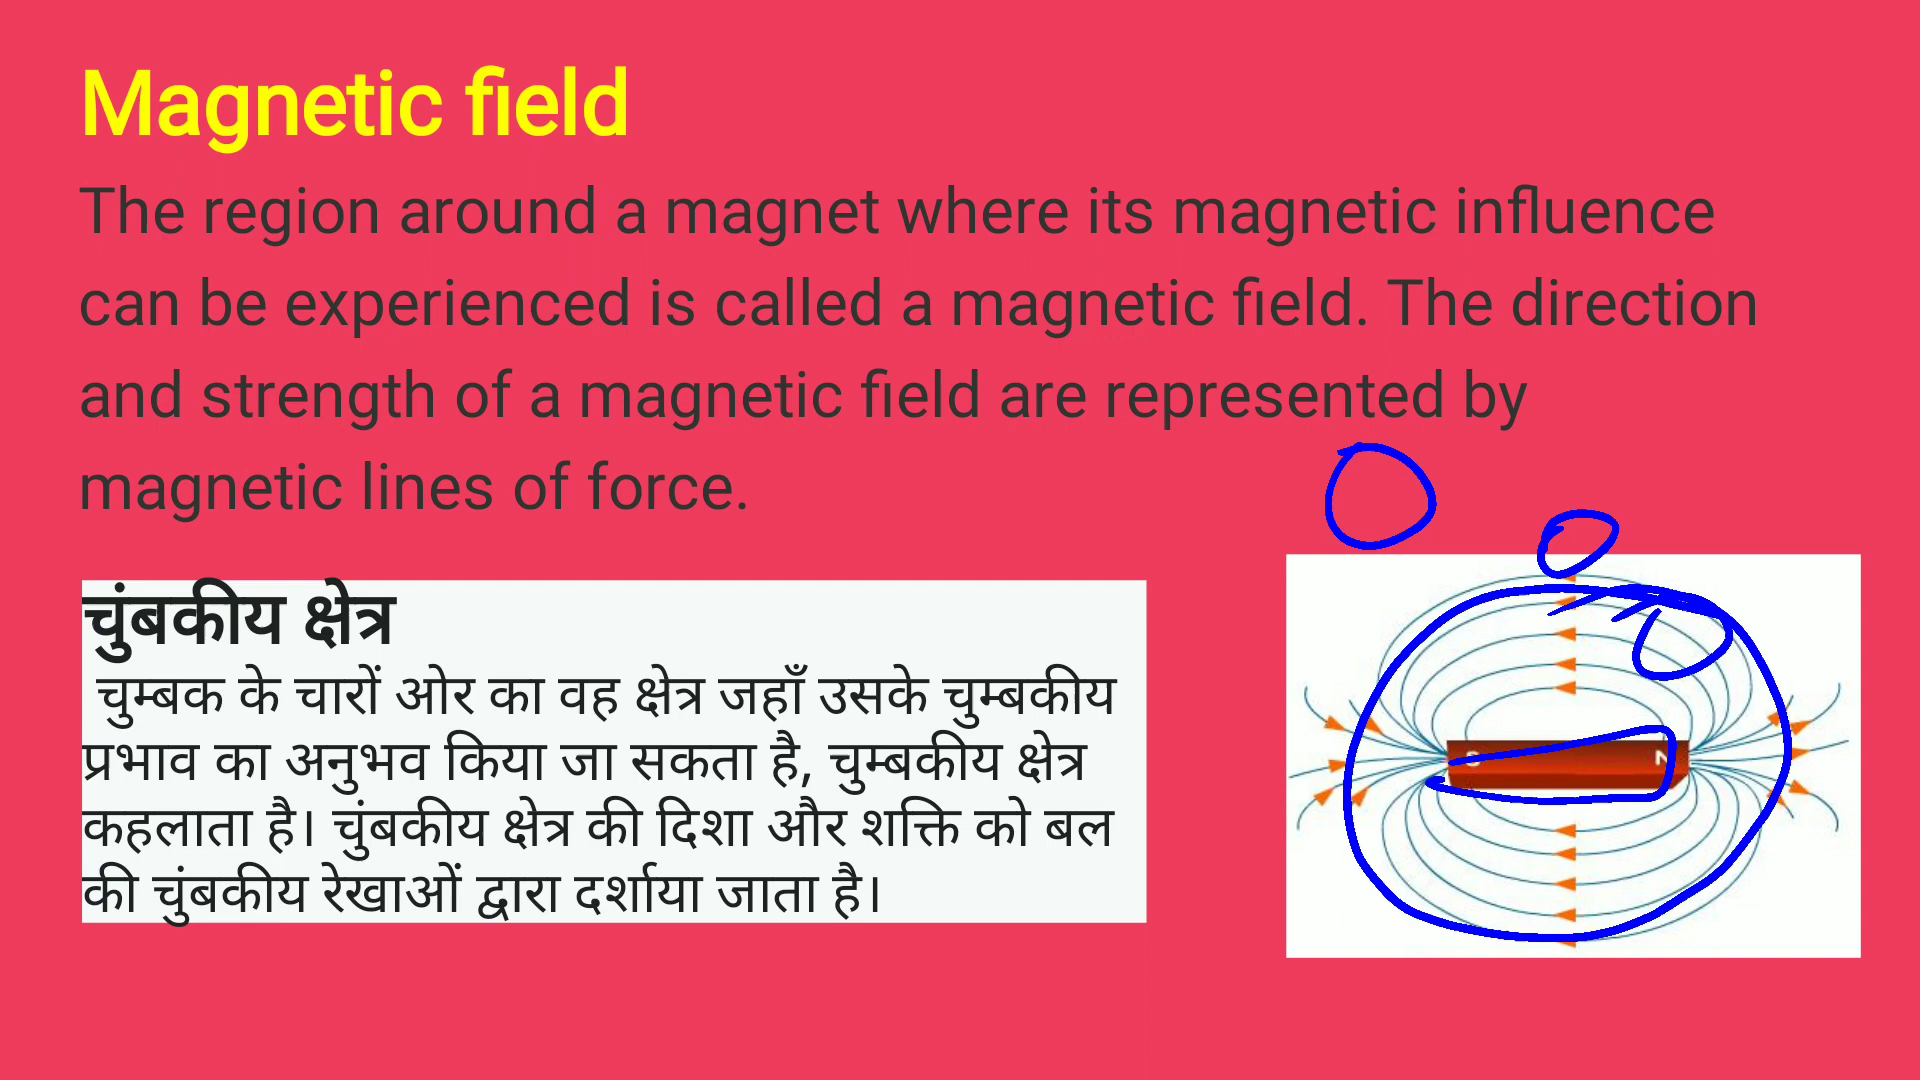 Magnetic field
The region around a magnet where its magnetic influence
can be experienced is called a magnetic field. The direction
and strength of a magnetic field are represented by
magnetic lines of force.
चुंबकीय क्षेत्र
चुम्बक के चारों ओर का वह क्षेत्र जहाँ उसके चुम्बकीय
प्रभाव का अनुभव किया जा सकता है, चुम्बकीय क्षेत्र
कहलाता है। चुंबकीय क्षेत्र की दिशा और शक्ति को बल
की चुंबकीय रेखाओं द्वारा दर्शाया जाता है।
S N